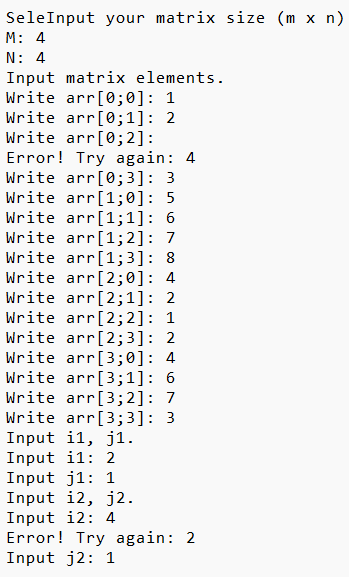 SeleInput your matrix size (m x n)
M: 4
N: 4
Input matrix elements.
Write arr[0;0]: 1
Write arr[0;1]: 2
Write arr[0;2]:
Error! Try again: 4
Write arr[0;3]: 3
Write arr[1;0]: 5
Write arr[1;1]: 6
Write arr[1;2]: 7
Write arr[1;3]: 8
Write arr[2;0]: 4
Write arr[2;1]: 2
Write arr[2;2]: 1
Write arr[2;3]: 2
Write arr[3;0]: 4
Write arr[3;1]: 6
Write arr[3;2]: 7
Write arr[3;3]: 3
Input i1, j1.
Input i1: 2
Input j1: 1
Input i2, j2.
Input i2: 4
Error! Try again: 2
Input j2: 1